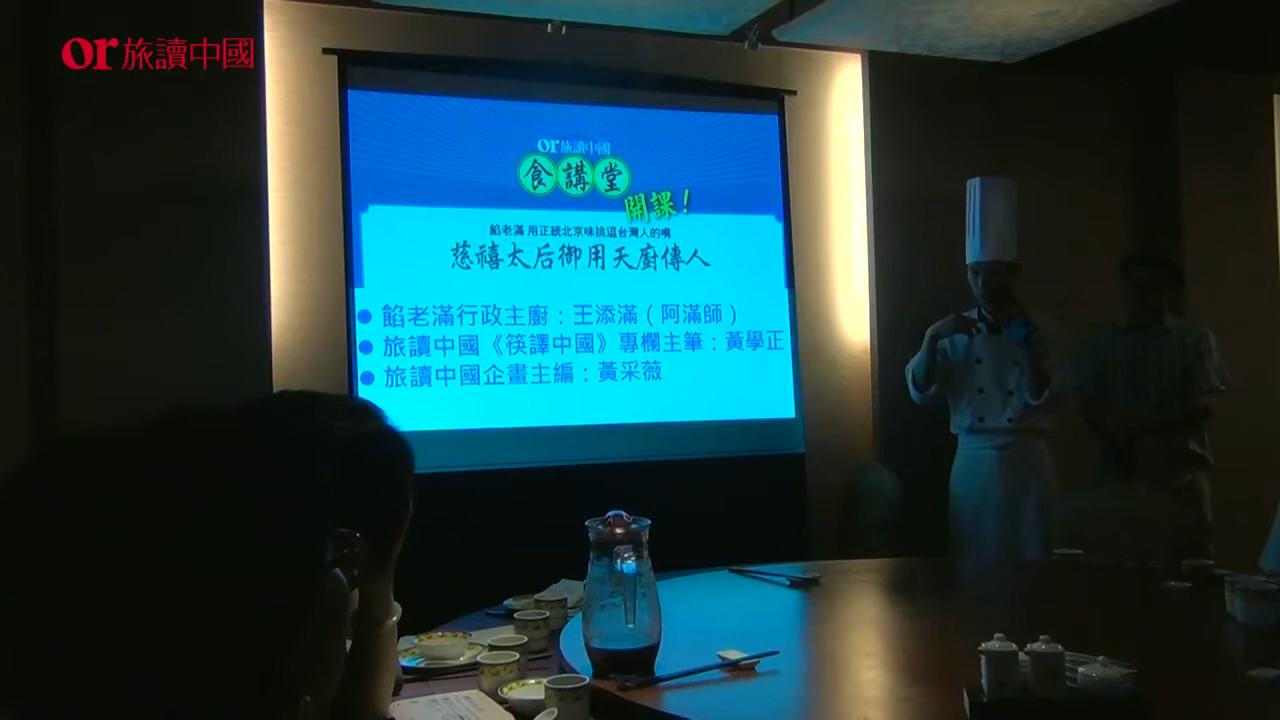 or旅讀中國
or旅讀中國
食講堂
開課！
餡老滿 用正統北京味挑逗台灣人的嘴
慈禧太后御用天廚傳人
● 餡老滿行政主廚：王添滿（阿滿師）
● 旅讀中國《筷譯中國》專欄主筆：黃學正
● 旅讀中國企畫主編：黃采薇